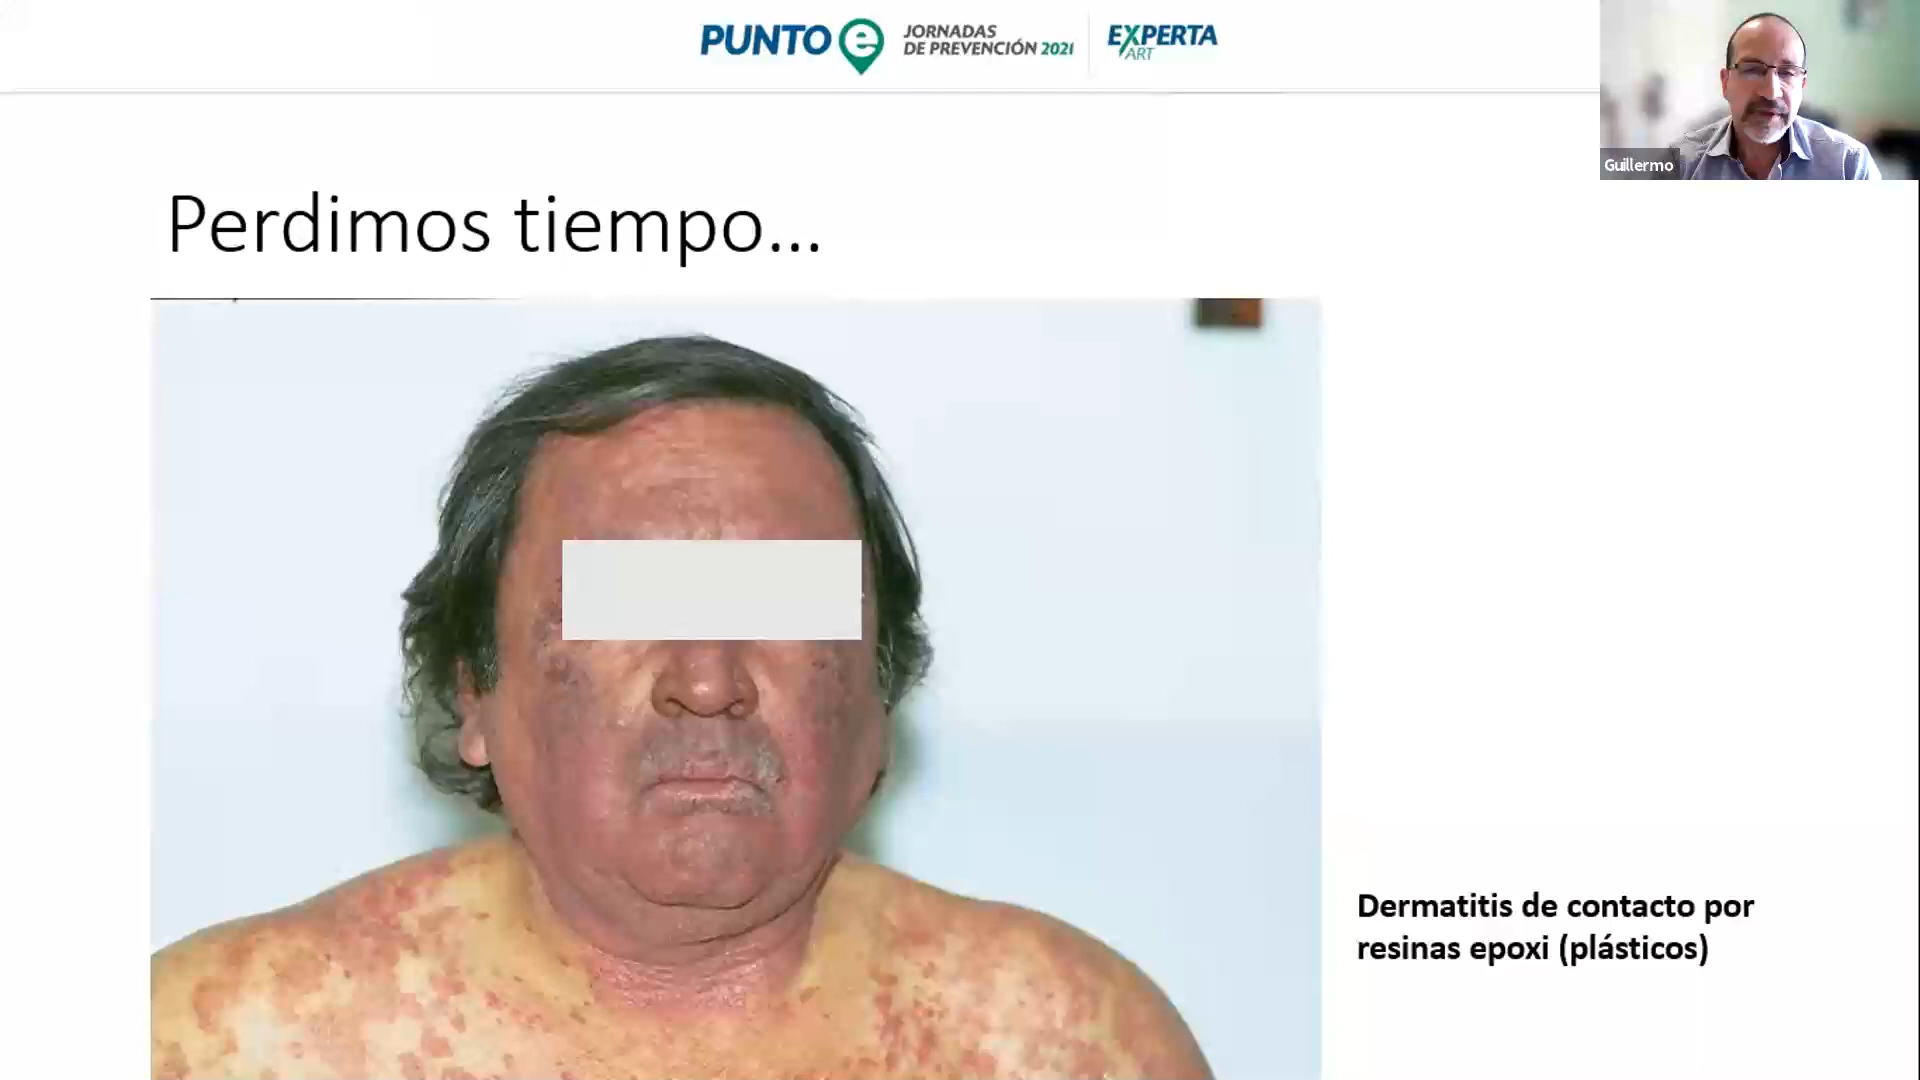 PUNTO e
JORNADAS
DE PREVENCIÓN 2021
EXPERTA
ART
Guillermo
Perdimos tiempo...
Dermatitis de contacto por
resinas epoxi (plásticos)